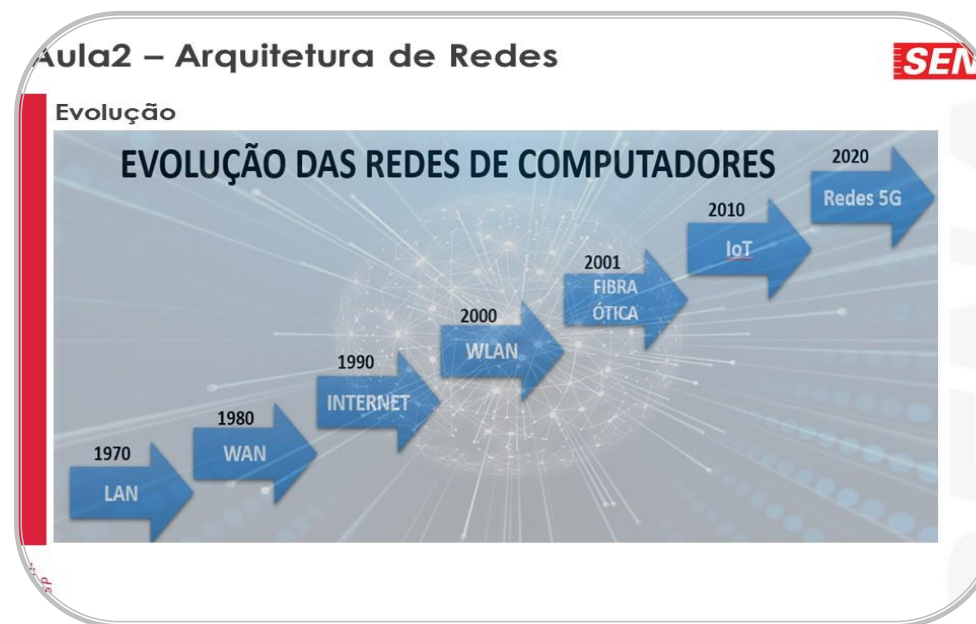 Aula2 – Arquitetura de Redes
SEN
Evolução
EVOLUÇÃO DAS REDES DE COMPUTADORES
2020
Redes 5G
2010
IoT
2001
FIBRA
ÓTICA
2000
WLAN
1990
INTERNET
1980
WAN
1970
LAN